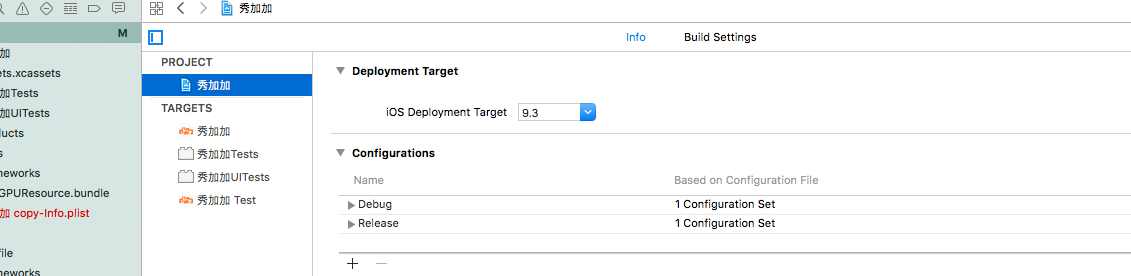 秀加加
M
加
ets.xcassets
加Tests
加UITests
ducts
s
meworks
GPUResource.bundle
加 copy-Info.plist
file
meworks
Info
Build Settings
PROJECT
秀加加
TARGETS
秀加加
秀加加Tests
秀加加UITests
秀加加 Test
Deployment Target
iOS Deployment Target 9.3
Configurations
Name Based on Configuration File
Debug 1 Configuration Set
Release 1 Configuration Set